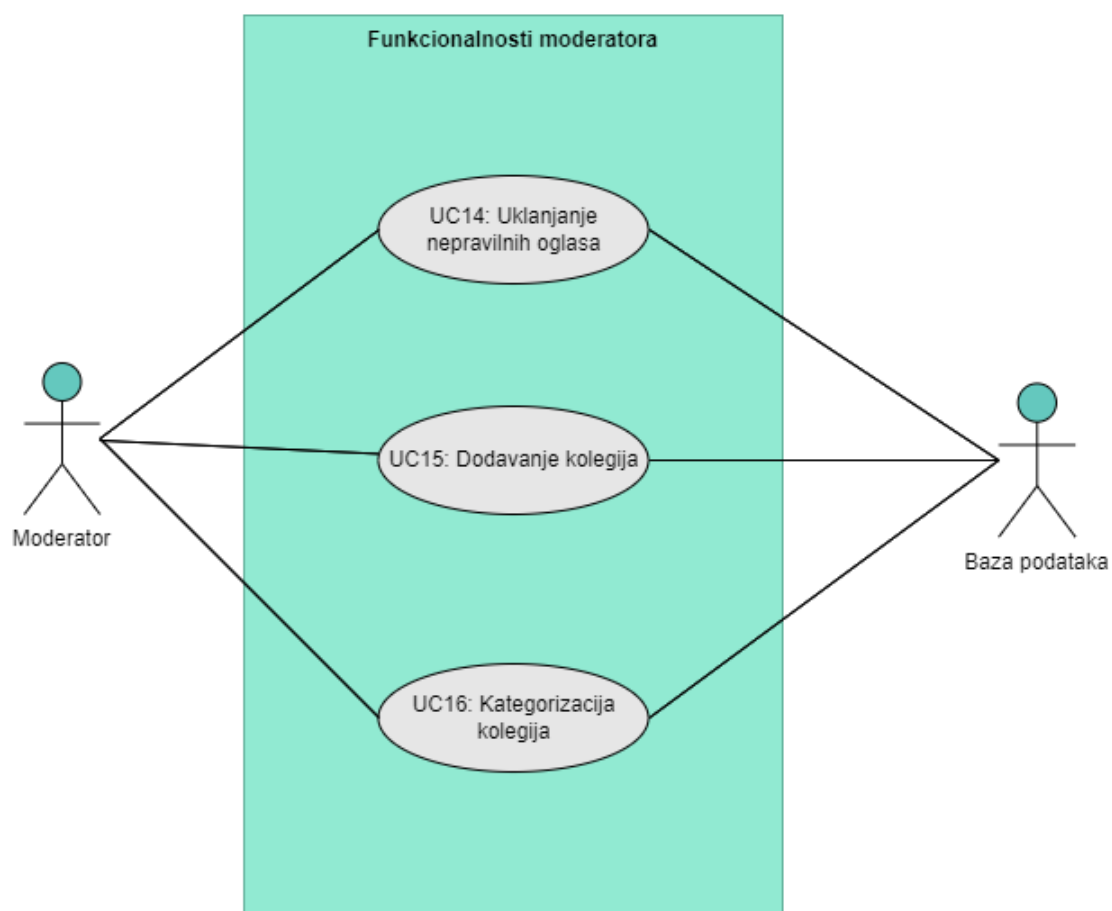 Funkcionalnosti moderatora
UC14: Uklanjanje
nepravilnih oglasa
UC15: Dodavanje kolegija
Moderator
Baza podataka
UC16: Kategorizacija
kolegija